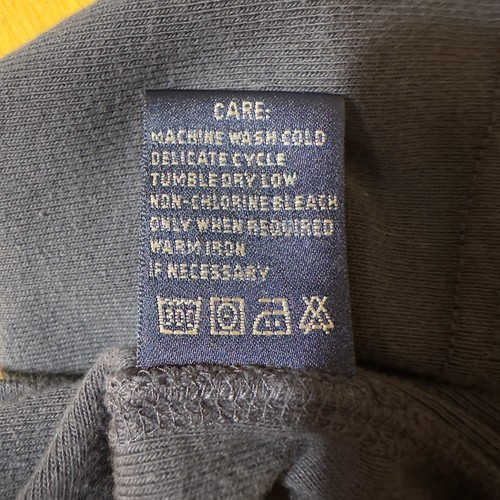 CARE:
MACHINE WASH COLD
DELICATE CYCLE
TUMBLE DRY LOW
NON-CHLORINE BLEACH
ONLY WHEN REQUIRED
WARM IRON
IF NECESSARY
30